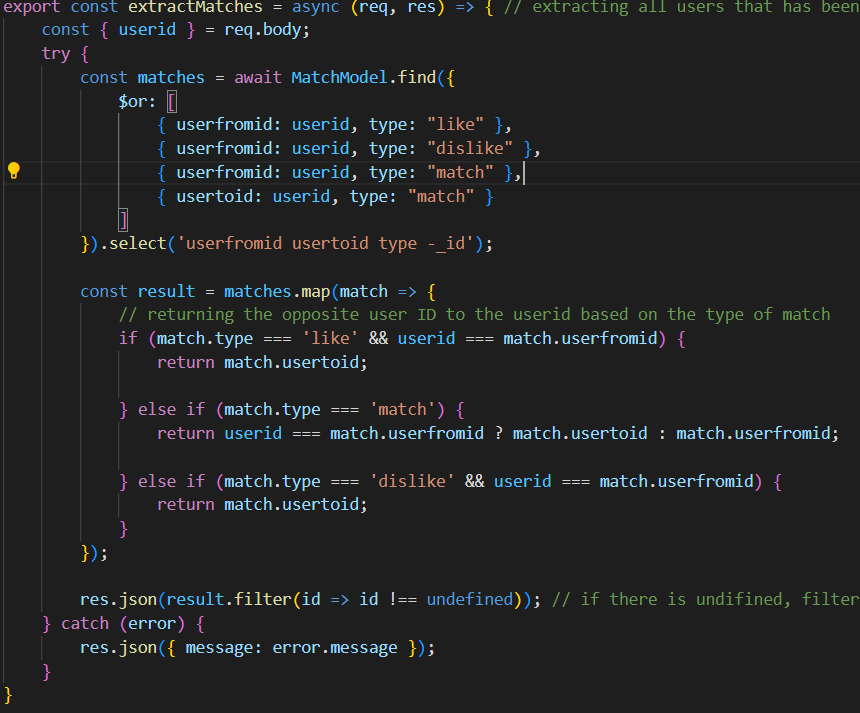 export const extractMatches = async (req, res) => { // extracting all users that has been
    const { userid } = req.body;
    try {
        const matches = await MatchModel.find({
            $or: [
                { userfromid: userid, type: "like" },
                { userfromid: userid, type: "dislike" },
                { userfromid: userid, type: "match" },
                { usertoid: userid, type: "match" }
            ]
        }).select('userfromid usertoid type -_id');

        const result = matches.map(match => {
            // returning the opposite user ID to the userid based on the type of match
            if (match.type === 'like' && userid === match.userfromid) {
                return match.usertoid;

            } else if (match.type === 'match') {
                return userid === match.userfromid ? match.usertoid : match.userfromid;

            } else if (match.type === 'dislike' && userid === match.userfromid) {
                return match.usertoid;
            }
        });

        res.json(result.filter(id => id !== undefined)); // if there is undifined, filter
    } catch (error) {
        res.json({ message: error.message });
    }
}